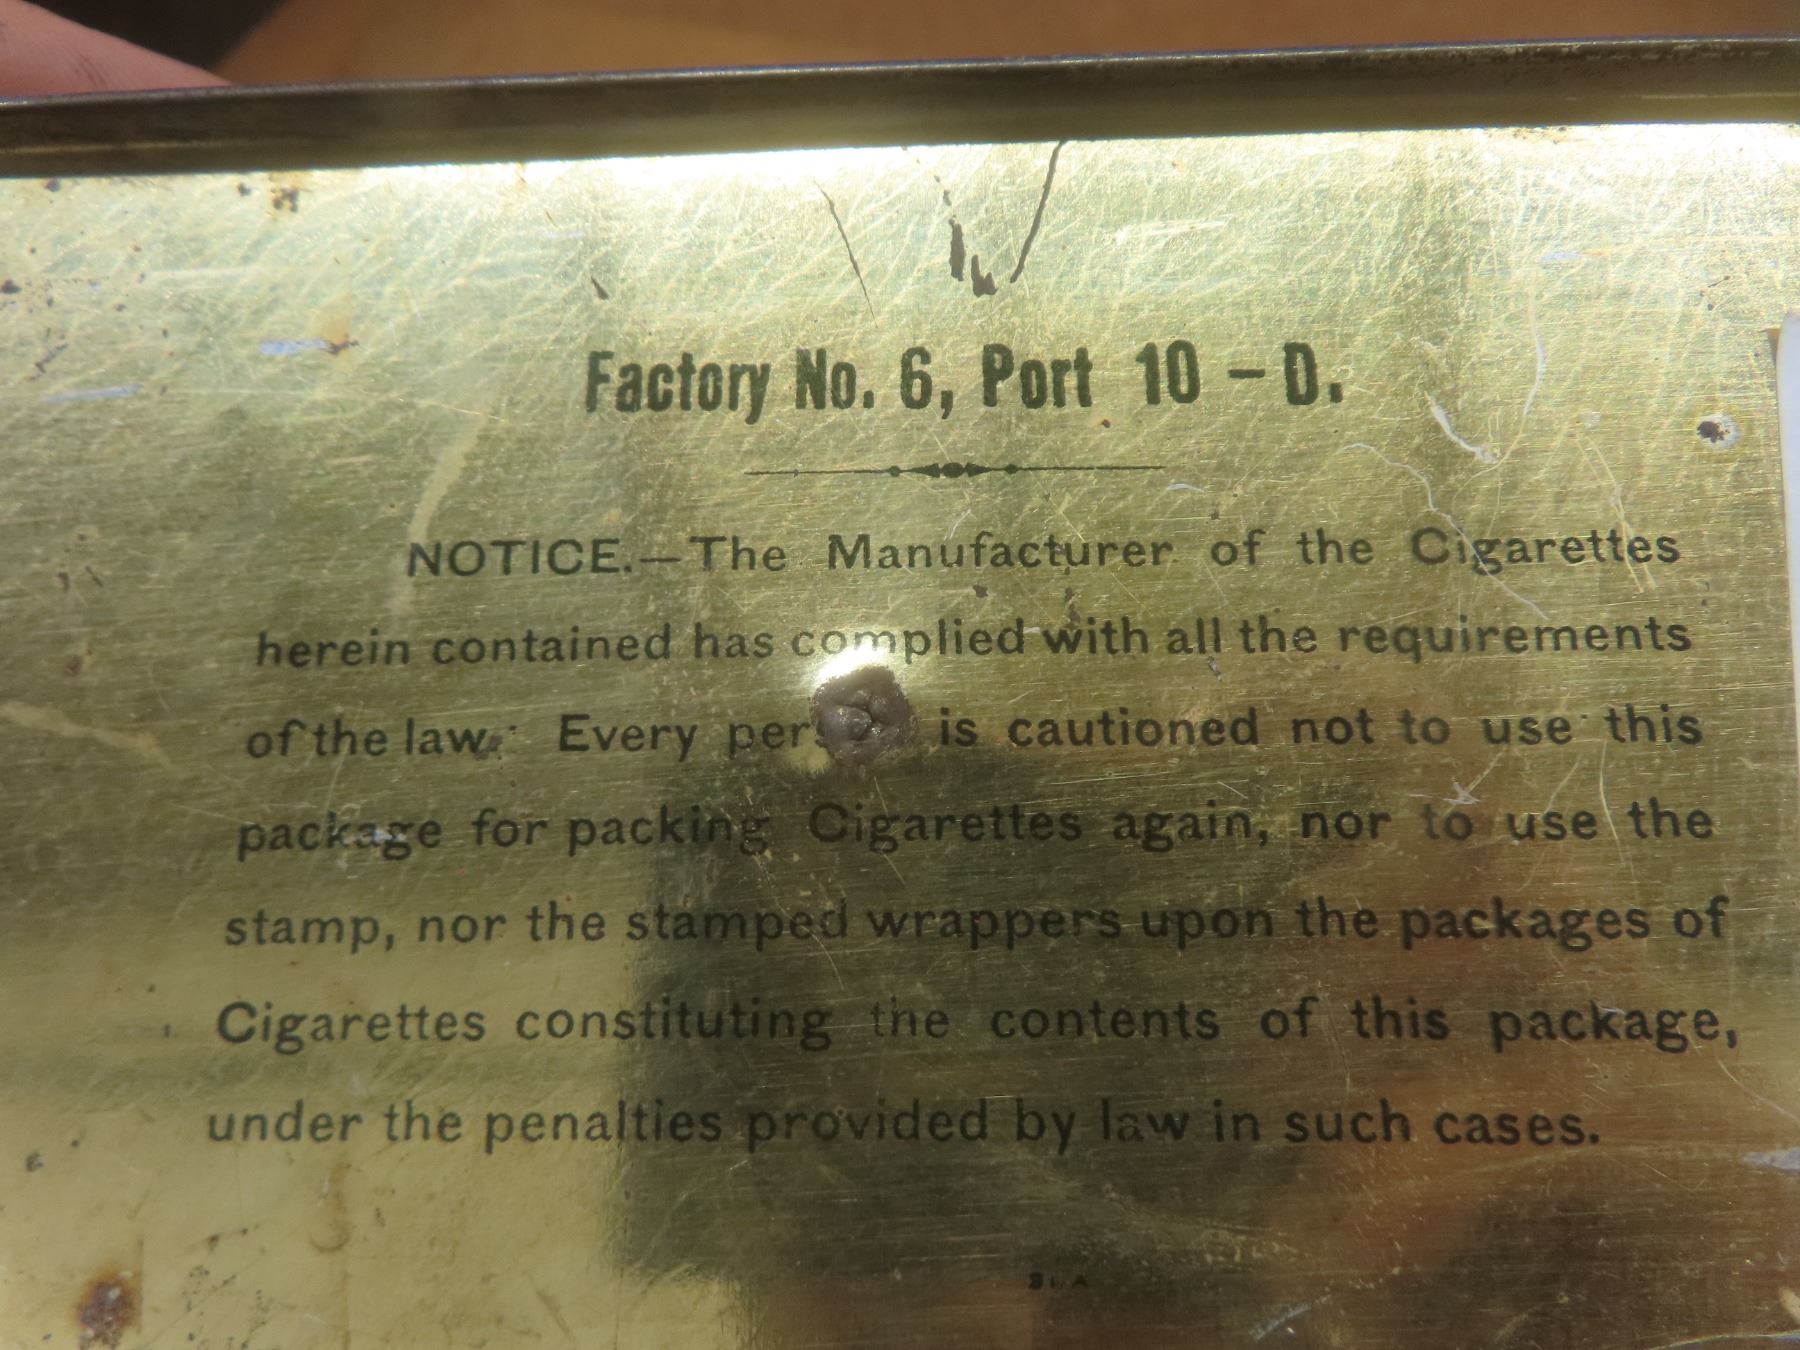 Factory No. 6, Port 10 – D.
NOTICE.—The Manufacturer of the Cigarettes
herein contained has complied with all the requirements
of the law. Every is cautioned not to use this
package for packing Cigarettes again, nor to use the
stamp, nor the stamped wrappers upon the packages of
Cigarettes constituting the contents of this package,
under the penalties provided by law in such cases.